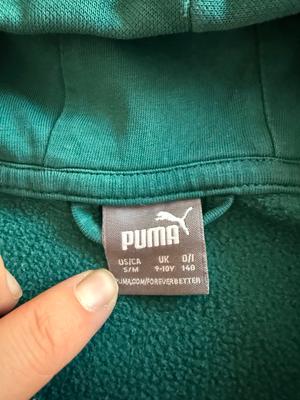 PUMA
US/CA UK D/I
S/M 9-10Y 140
PUMA.COM/FOREVERBETTER